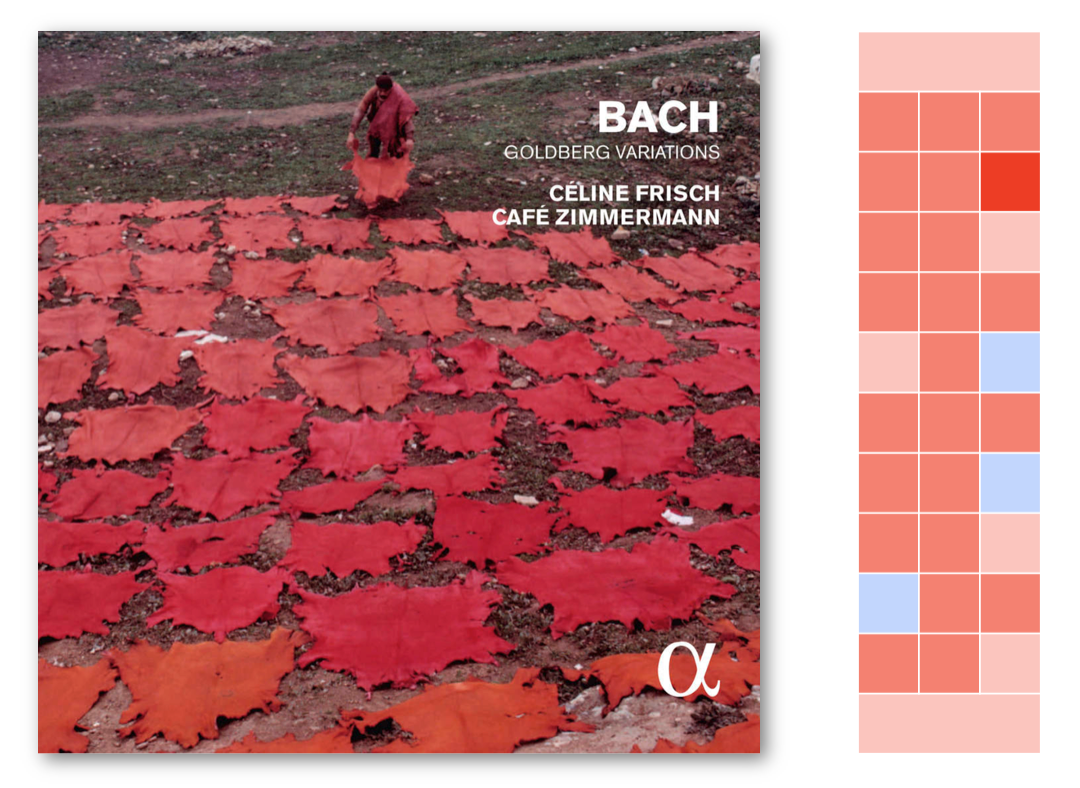 BACH
GOLDBERG VARIATIONS
CÉLINE FRISCH
CAFÉ ZIMMERMANN
α